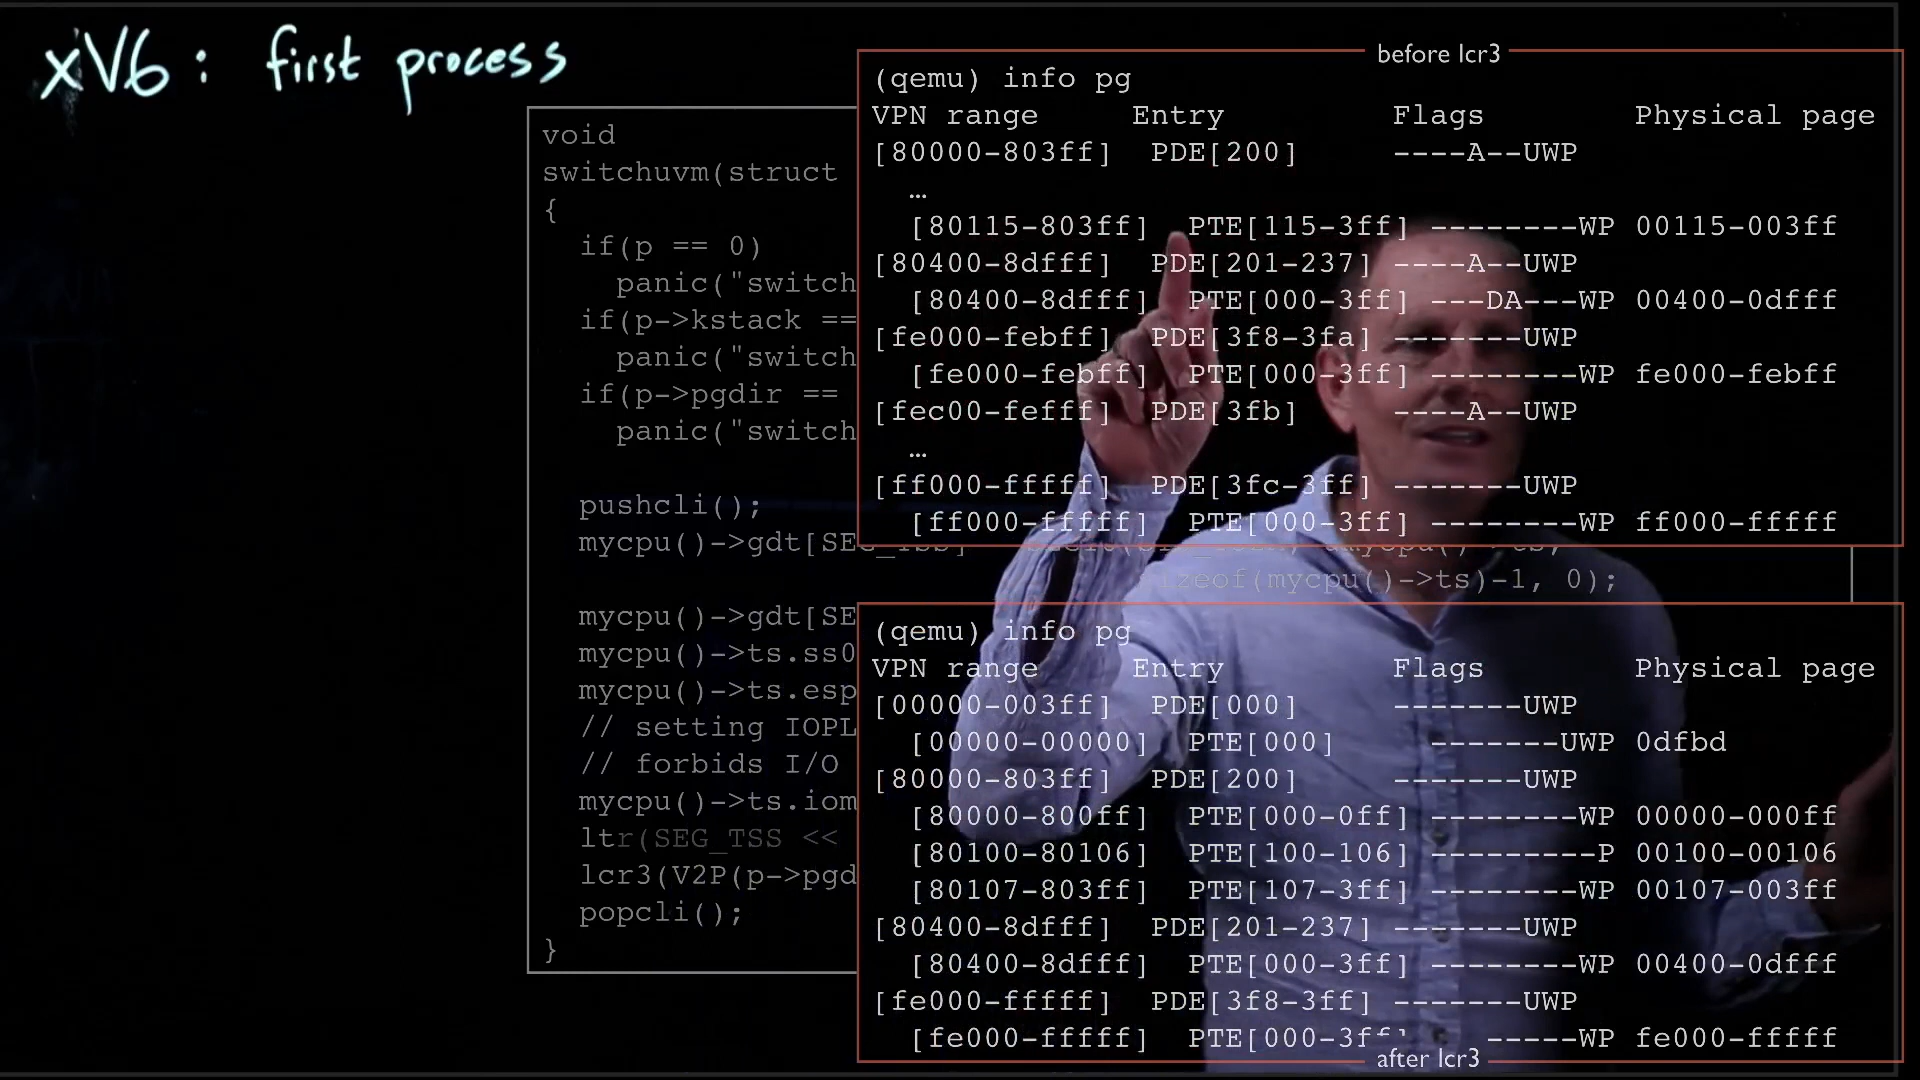 xV6: first process
void
switchuvm(struct
{
if(p == 0)
panic("switch
if(p->kstack ==
panic("switch
if(p->pgdir ==
panic("switch
pushcli();
mycpu()->gdt[SEG_TSS]
sizeof(mycpu()->ts)-1, 0);
mycpu()->gdt[SE
mycpu()->ts.ss0
mycpu()->ts.esp
// setting IOPL
// forbids I/O
mycpu()->ts.iom
ltr(SEG_TSS <<
lcr3(V2P(p->pgd
popcli();
}
before lcr3
(qemu) info pg
VPN range Entry Flags Physical page
[80000-803ff] PDE[200] ----A--UWP
…
[80115-803ff] PTE[115-3ff] --------WP 00115-003ff
[80400-8dfff] PDE[201-237] ----A--UWP
[80400-8dfff] PTE[000-3ff] ---DA---WP 00400-0dfff
[fe000-febff] PDE[3f8-3fa] -------UWP
[fe000-febff] PTE[000-3ff] --------WP fe000-febff
[fec00-fefff] PDE[3fb] ----A--UWP
…
[ff000-fffff] PDE[3fc-3ff] -------UWP
[ff000-fffff] PTE[000-3ff] --------WP ff000-fffff
(qemu) info pg
VPN range Entry Flags Physical page
[00000-003ff] PDE[000] -------UWP
[00000-00000] PTE[000] -------UWP 0dfbd
[80000-803ff] PDE[200] -------UWP
[80000-800ff] PTE[000-0ff] --------WP 00000-000ff
[80100-80106] PTE[100-106] ---------P 00100-00106
[80107-803ff] PTE[107-3ff] --------WP 00107-003ff
[80400-8dfff] PDE[201-237] -------UWP
[80400-8dfff] PTE[000-3ff] --------WP 00400-0dfff
[fe000-fffff] PDE[3f8-3ff] -------UWP
[fe000-fffff] PTE[000-3ff] -----WP fe000-fffff
after lcr3